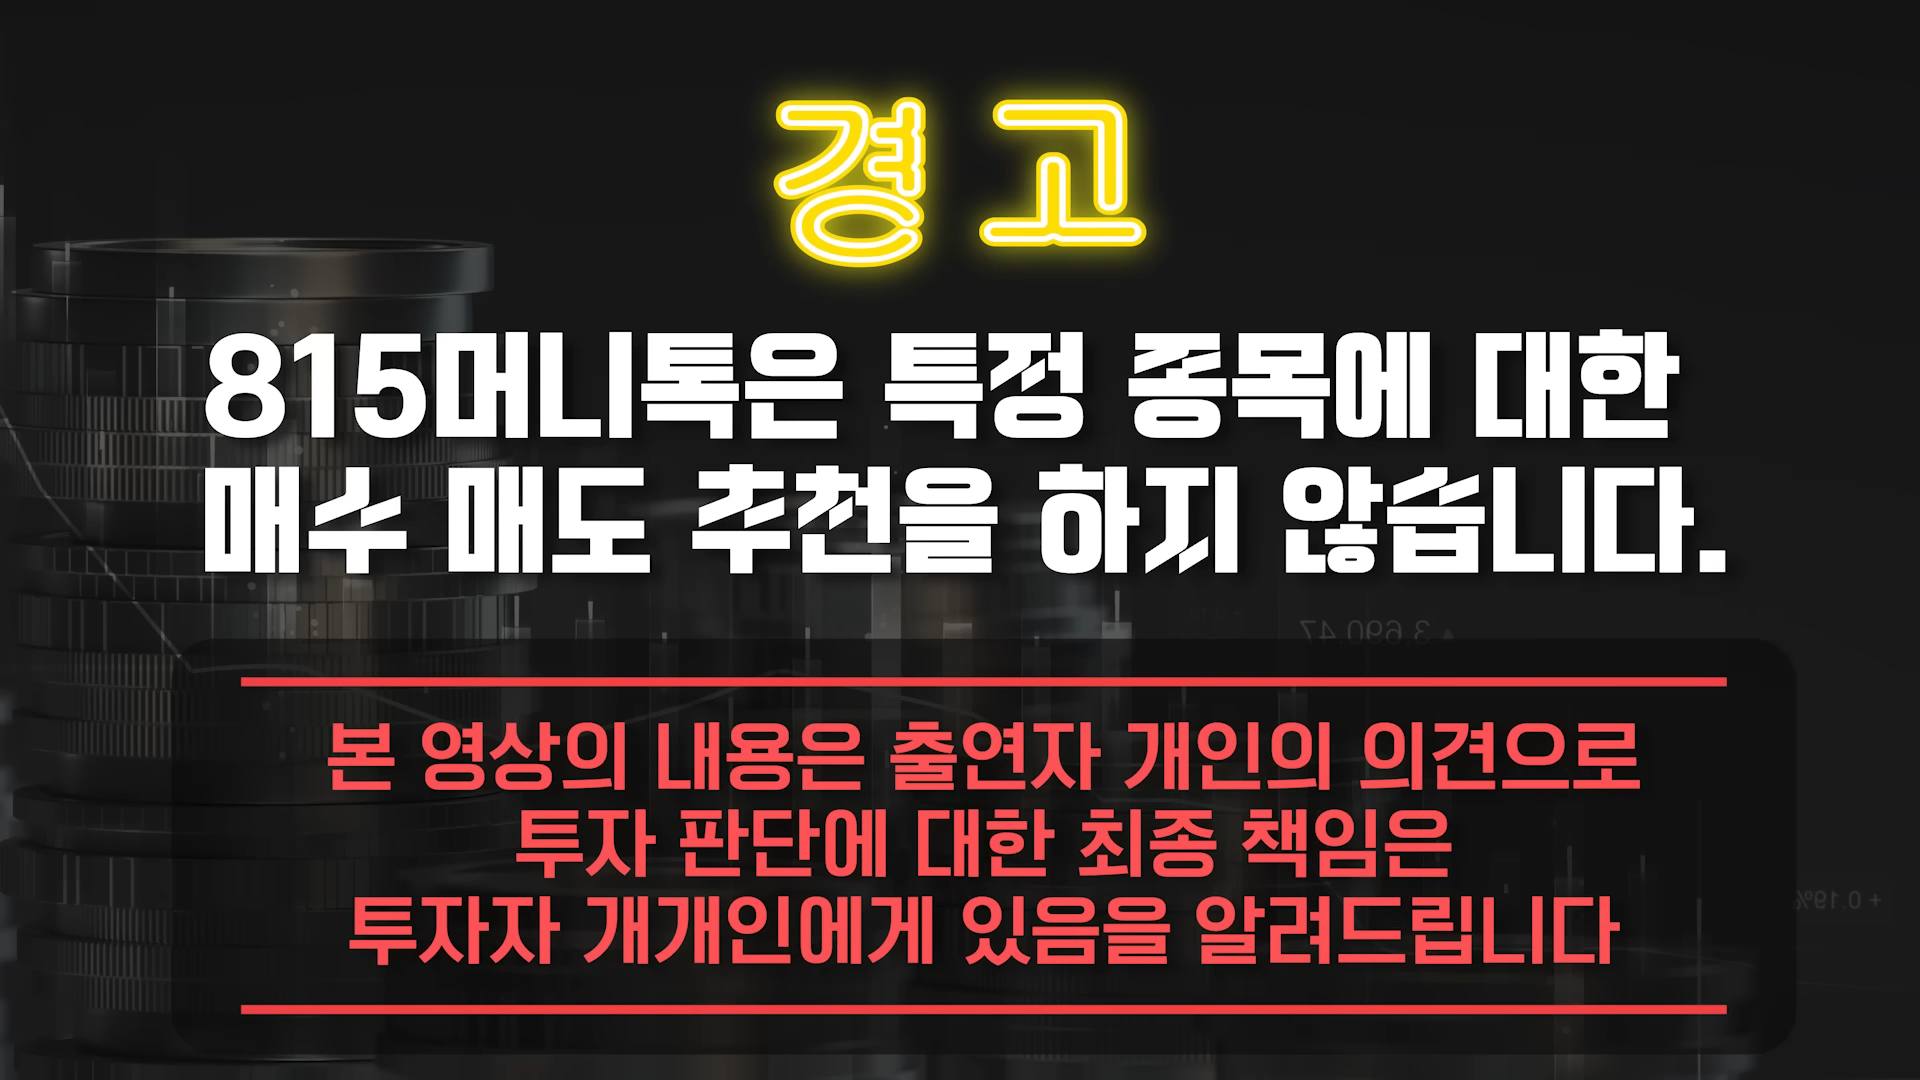 경고
815머니톡은 특정 종목에 대한
매수 매도 추천을 하지 않습니다.
본 영상의 내용은 출연자 개인의 의견으로
투자 판단에 대한 최종 책임은
투자자 개개인에게 있음을 알려드립니다